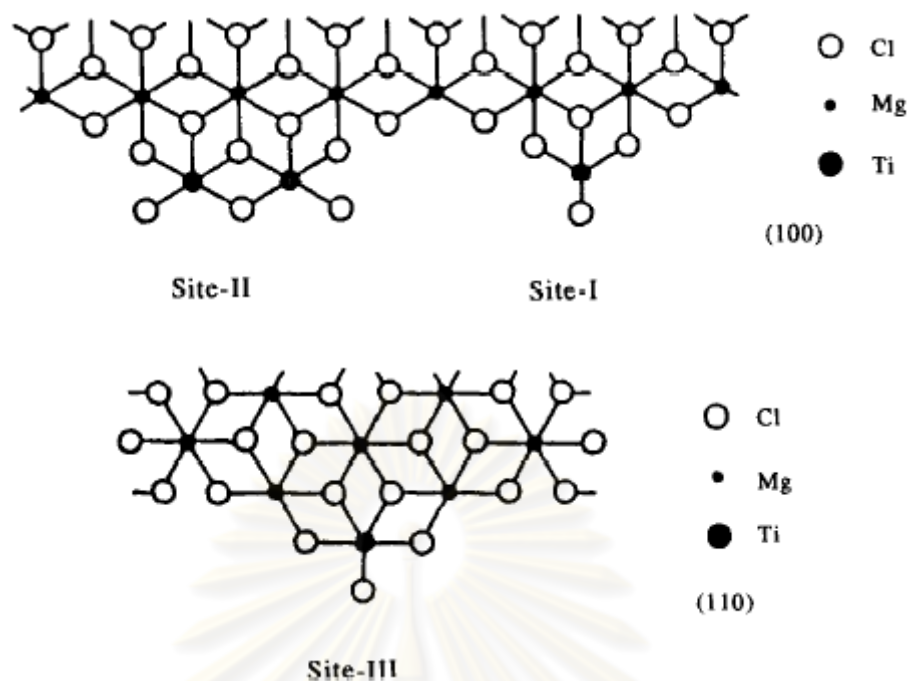 Cl
Mg
Ti
(100)
Site-II Site-I
Cl
Mg
Ti
(110)
Site-III